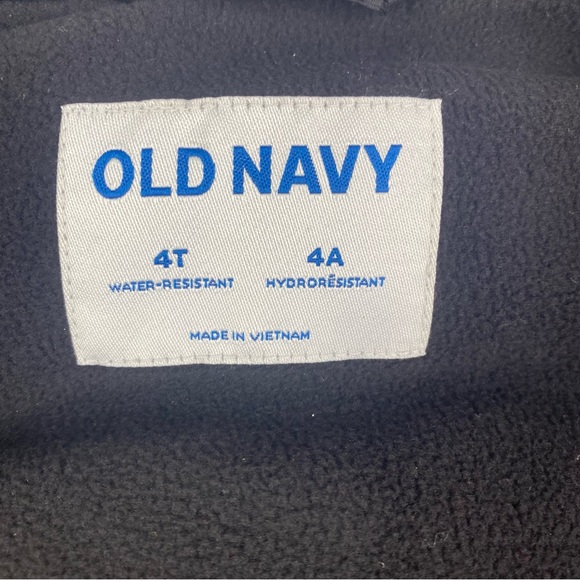 OLD NAVY
4T 4A
WATER-RESISTANT HYDRORÉSISTANT
MADE IN VIETNAM